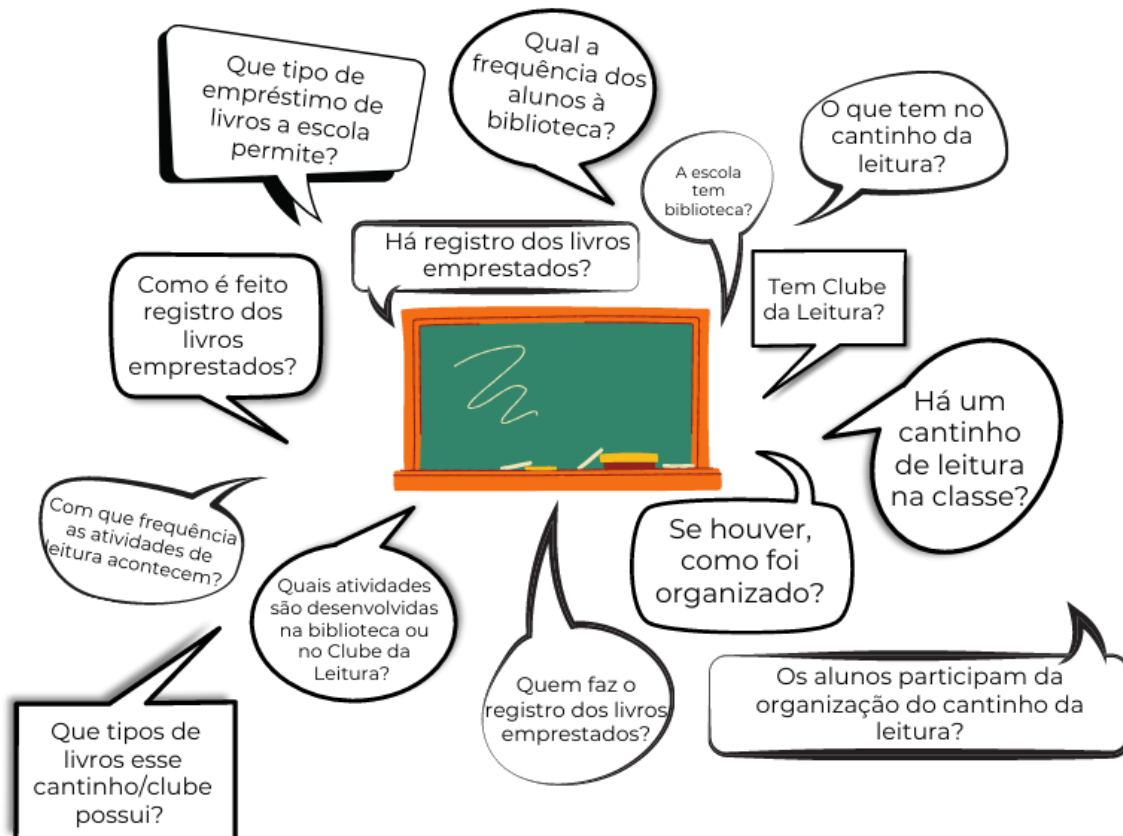 Que tipo de
empréstimo de
livros a escola
permite?
Qual a
frequência dos
alunos à
biblioteca?
O que tem no
cantinho da
leitura?
A escola
tem
biblioteca?
Há registro dos livros
emprestados?
Como é feito
registro dos
livros
emprestados?
Tem Clube
da Leitura?
Há um
cantinho
de leitura
na classe?
Com que frequência
as atividades de
leitura acontecem?
Quais atividades
são desenvolvidas
na biblioteca ou
no Clube da
Leitura?
Se houver,
como foi
organizado?
Quem faz o
registro dos livros
emprestados?
Os alunos participam da
organização do cantinho da
leitura?
Que tipos de
livros esse
cantinho/clube
possui?